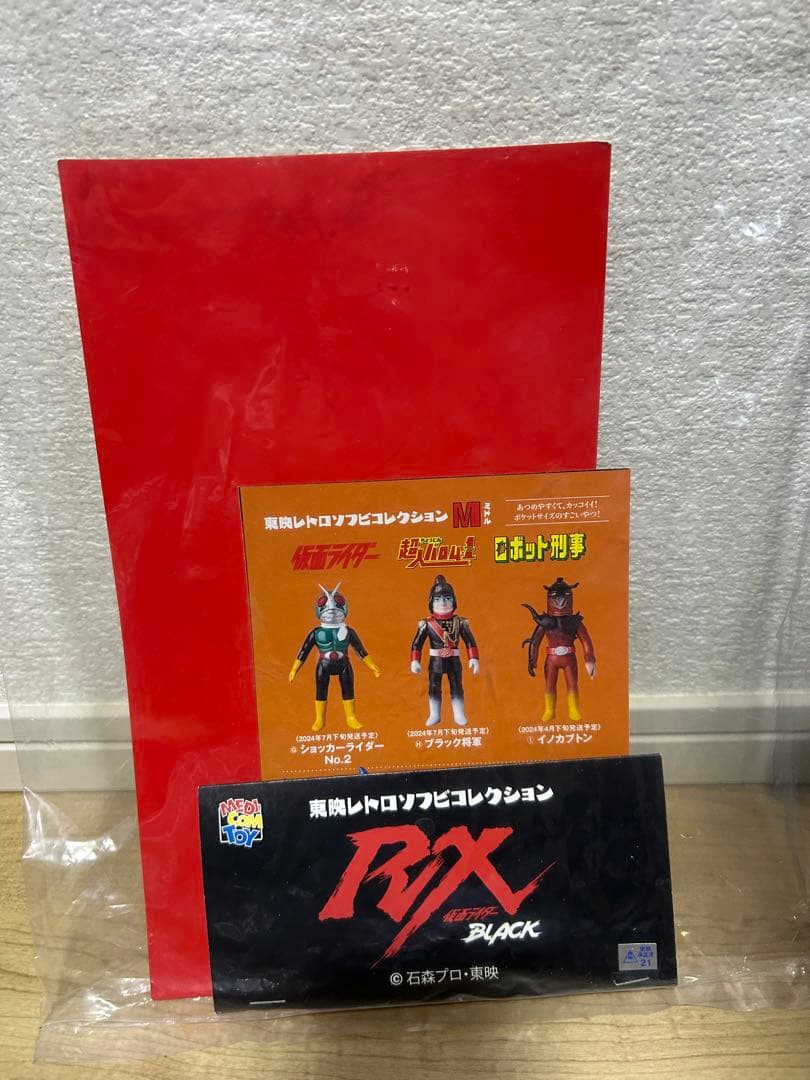 東映レトロソフビコレクション Mミドル
あつめやすくて、カッコイイ!
ポケットサイズのすごいやつ!
仮面ライダー
超人バロム・1
ロボット刑事
(2024年7月下旬発送予定)
G ショッカーライダー
No.2
(2024年7月下旬発送予定)
H ブラック将軍
(2024年4月下旬発送予定)
I イノカブトン
MEDI
COM
TOY
東映レトロソフビコレクション
RX
仮面ライダー
BLACK
© 石森プロ・東映
21